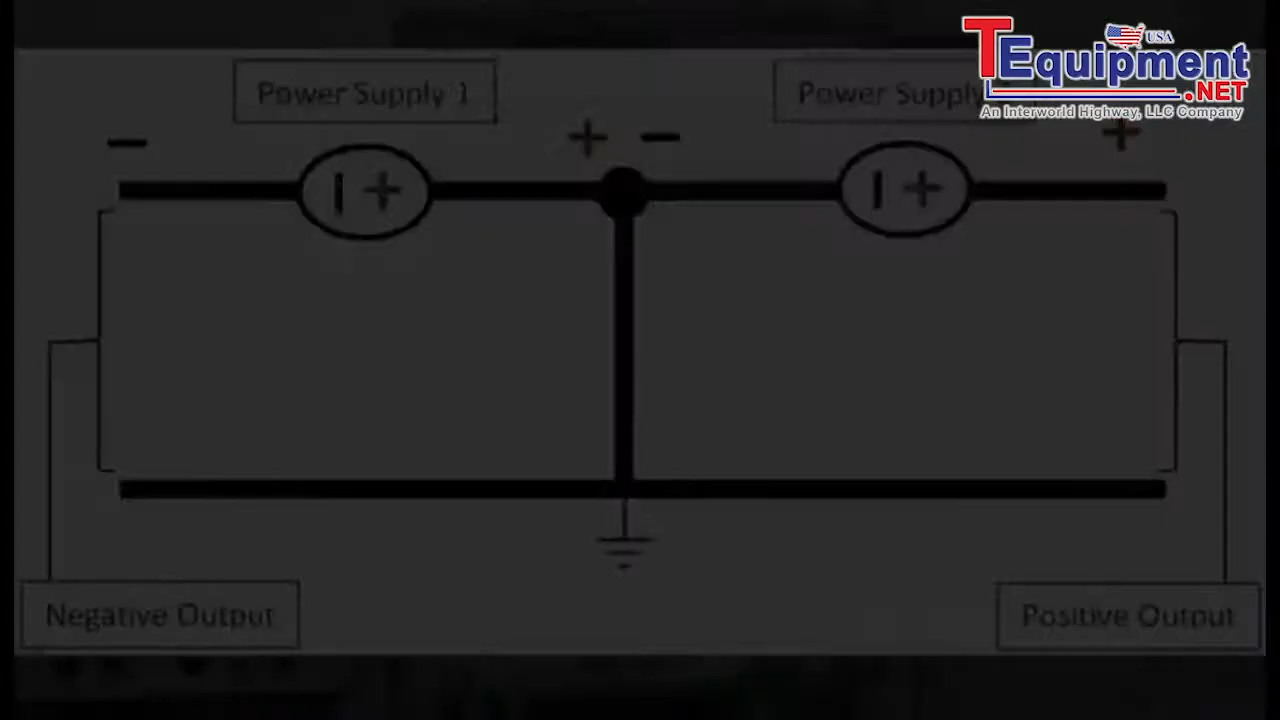 TEquipment
USA
.NET
An Interworld Highway, LLC Company
Power Supply 1
Power Supply
− + − +
Negative Output
Positive Output